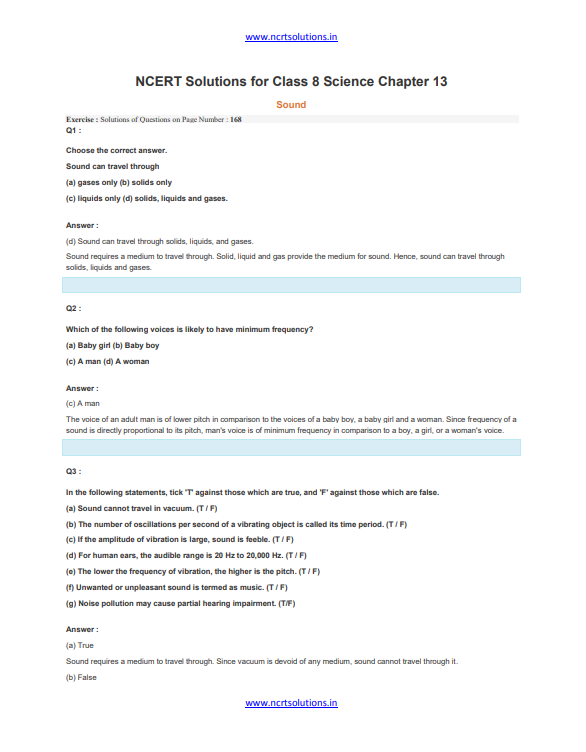 www.ncrtsolutions.in
NCERT Solutions for Class 8 Science Chapter 13
Sound
Exercise : Solutions of Questions on Page Number : 168
Q1 :
Choose the correct answer.
Sound can travel through
(a) gases only (b) solids only
(c) liquids only (d) solids, liquids and gases.
Answer :
(d) Sound can travel through solids, liquids, and gases.
Sound requires a medium to travel through. Solid, liquid and gas provide the medium for sound. Hence, sound can travel through
solids, liquids and gases.
Q2 :
Which of the following voices is likely to have minimum frequency?
(a) Baby girl (b) Baby boy
(c) A man (d) A woman
Answer :
(c) A man
The voice of an adult man is of lower pitch in comparison to the voices of a baby boy, a baby girl and a woman. Since frequency of a
sound is directly proportional to its pitch, man's voice is of minimum frequency in comparison to a boy, a girl, or a woman's voice.
Q3 :
In the following statements, tick 'T' against those which are true, and 'F' against those which are false.
(a) Sound cannot travel in vacuum. (T / F)
(b) The number of oscillations per second of a vibrating object is called its time period. (T / F)
(c) If the amplitude of vibration is large, sound is feeble. (T / F)
(d) For human ears, the audible range is 20 Hz to 20,000 Hz. (T / F)
(e) The lower the frequency of vibration, the higher is the pitch. (T / F)
(f) Unwanted or unpleasant sound is termed as music. (T / F)
(g) Noise pollution may cause partial hearing impairment. (T/F)
Answer :
(a) True
Sound requires a medium to travel through. Since vacuum is devoid of any medium, sound cannot travel through it.
(b) False
www.ncrtsolutions.in